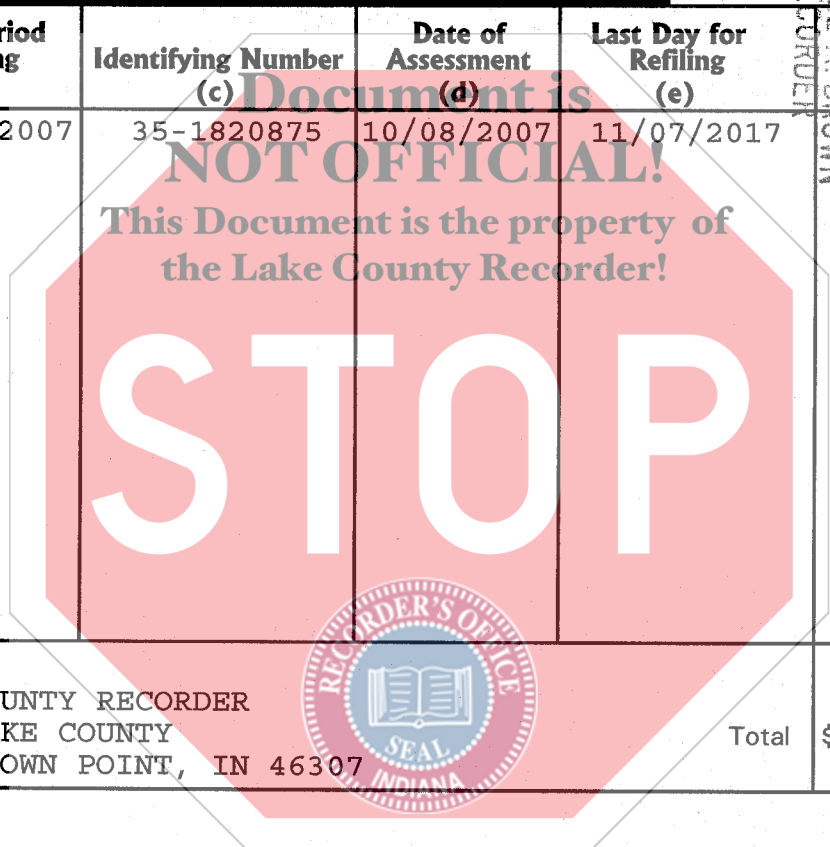 riod
ng
Identifying Number
(c)
Date of
Assessment
(d)
Last Day for
Refiling
(e)
2007 35-1820875 10/08/2007 11/07/2017
Document is
NOT OFFICIAL!
This Document is the property of
the Lake County Recorder!
STOP
RECORDER'S OFFICE
SEAL
INDIANA
UNTY RECORDER
KE COUNTY
OWN POINT, IN 46307
Total $